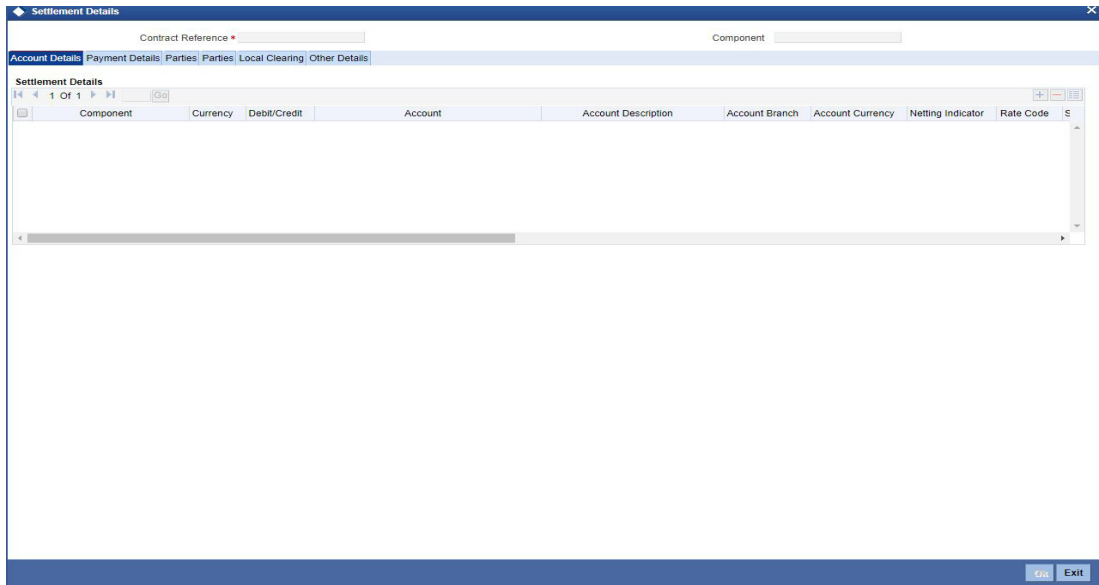 Settlement Details
Contract Reference * Component
Account Details Payment Details Parties Parties Local Clearing Other Details
Settlement Details
1 Of 1 Go
Component Currency Debit/Credit Account Account Description Account Branch Account Currency Netting Indicator Rate Code S
Ok Exit